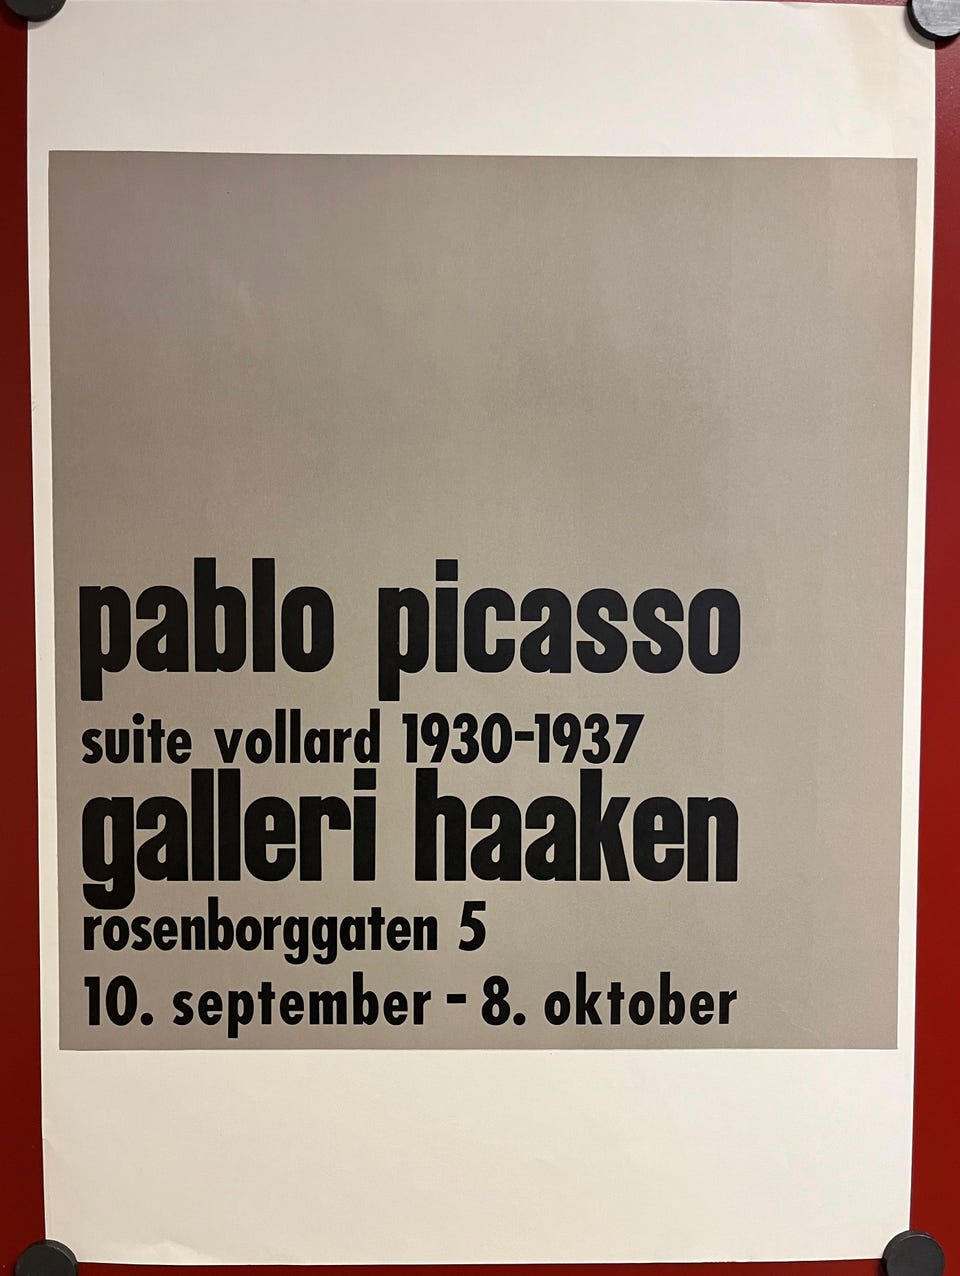 pablo picasso
suite vollard 1930-1937
galleri haaken
rosenborggaten 5
10. september - 8. oktober